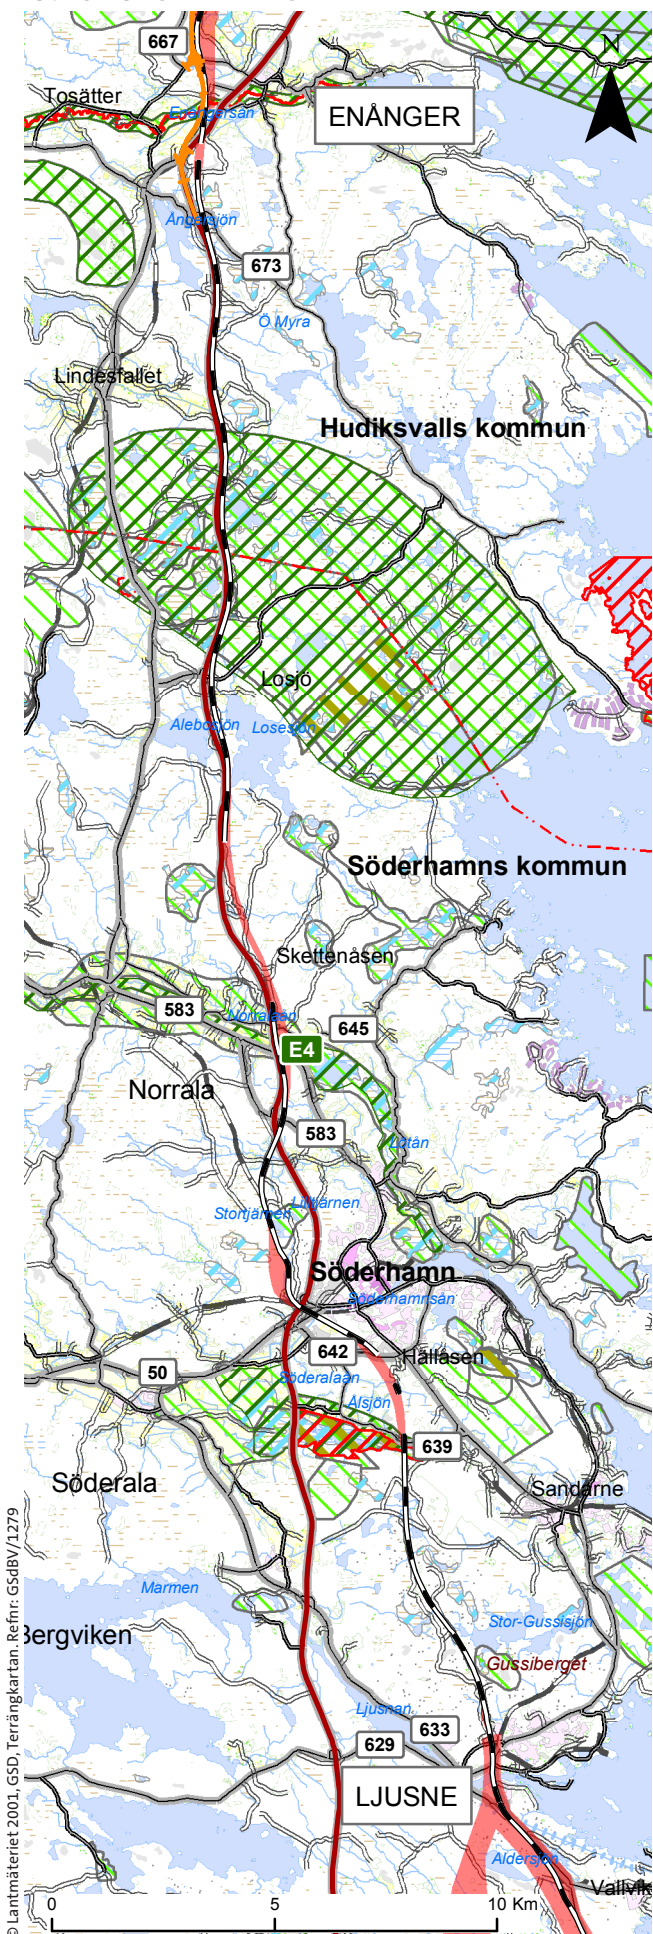 667
N
Tosätter
Enångersån
ENÅNGER
Ångersjön
673
Ö Myra
Lindesfallet
Hudiksvalls kommun
Losjö
Alebosjön
Losesjön
Söderhamns kommun
Skettenåsen
583
Norralaån
645
E4
Norrala
583
Lötån
Lilltjärnen
Stortjärnen
Söderhamn
Söderhamnsån
642
Hällåsen
50
Söderalaån
Ålsjön
639
Söderala
Sandarne
Marmen
Stor-Gussisjön
Bergviken
Gussiberget
Ljusnan
633
629
LJUSNE
Aldersjön
Vallvik
0 5 10 Km
© Lantmäteriet 2001, GSD, Terrängkartan. Refnr: GSdBV/1279